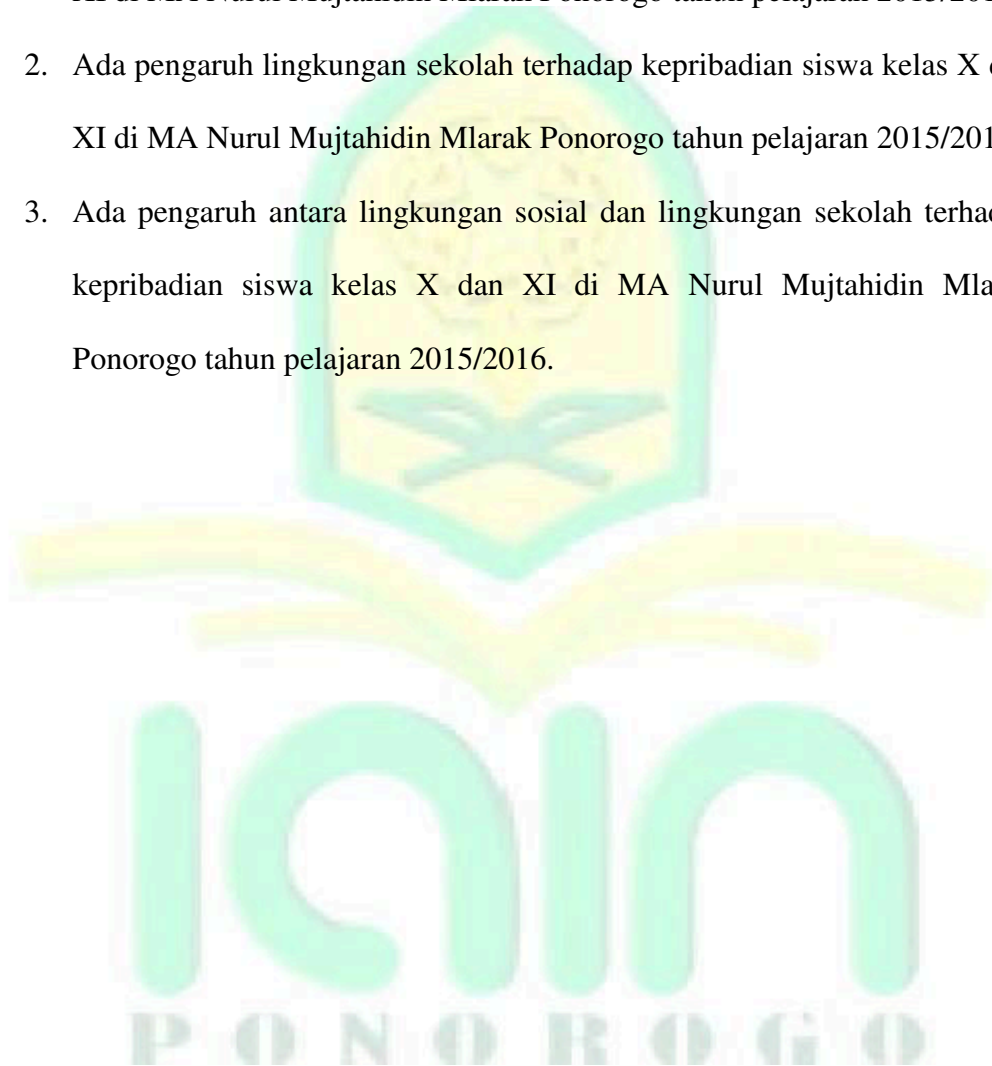 2. Ada pengaruh lingkungan sekolah terhadap kepribadian siswa kelas X
XI di MA Nurul Mujtahidin Mlarak Ponorogo tahun pelajaran 2015/201
3. Ada pengaruh antara lingkungan sosial dan lingkungan sekolah terhad
kepribadian siswa kelas X dan XI di MA Nurul Mujtahidin Mla
Ponorogo tahun pelajaran 2015/2016.
iain
PONOROGO